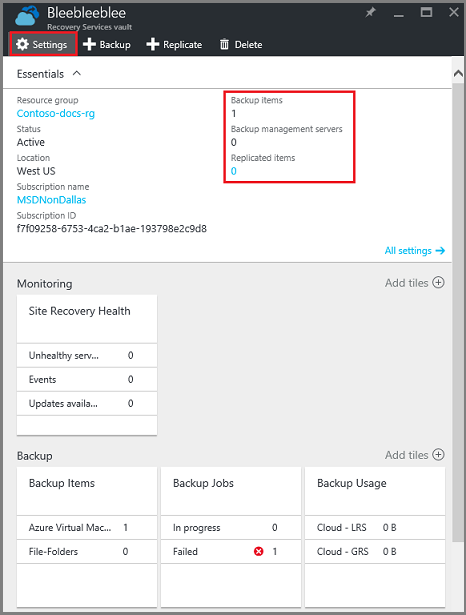 Bleebleeblee
Recovery Services vault
Settings
Backup
Replicate
Delete
Essentials
Resource group
Contoso-docs-rg
Status
Active
Location
West US
Subscription name
MSDNonDallas
Subscription ID
f7f09258-6753-4ca2-b1ae-193798e2c9d8
Backup items
1
Backup management servers
0
Replicated items
0
All settings
Monitoring
Add tiles
Site Recovery Health
Unhealthy serv... 0
Events 0
Updates availa... 0
Backup
Add tiles
Backup Items
Azure Virtual Mac... 1
File-Folders 0
Backup Jobs
In progress 0
Failed 1
Backup Usage
Cloud - LRS 0 B
Cloud - GRS 0 B